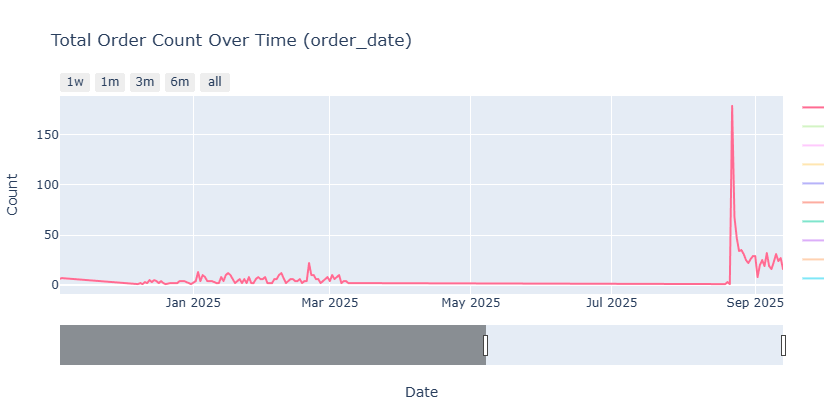 Total Order Count Over Time (order_date)
1w 1m 3m 6m all
150
100
50
0
Count
Jan 2025 Mar 2025 May 2025 Jul 2025 Sep 2025
Date